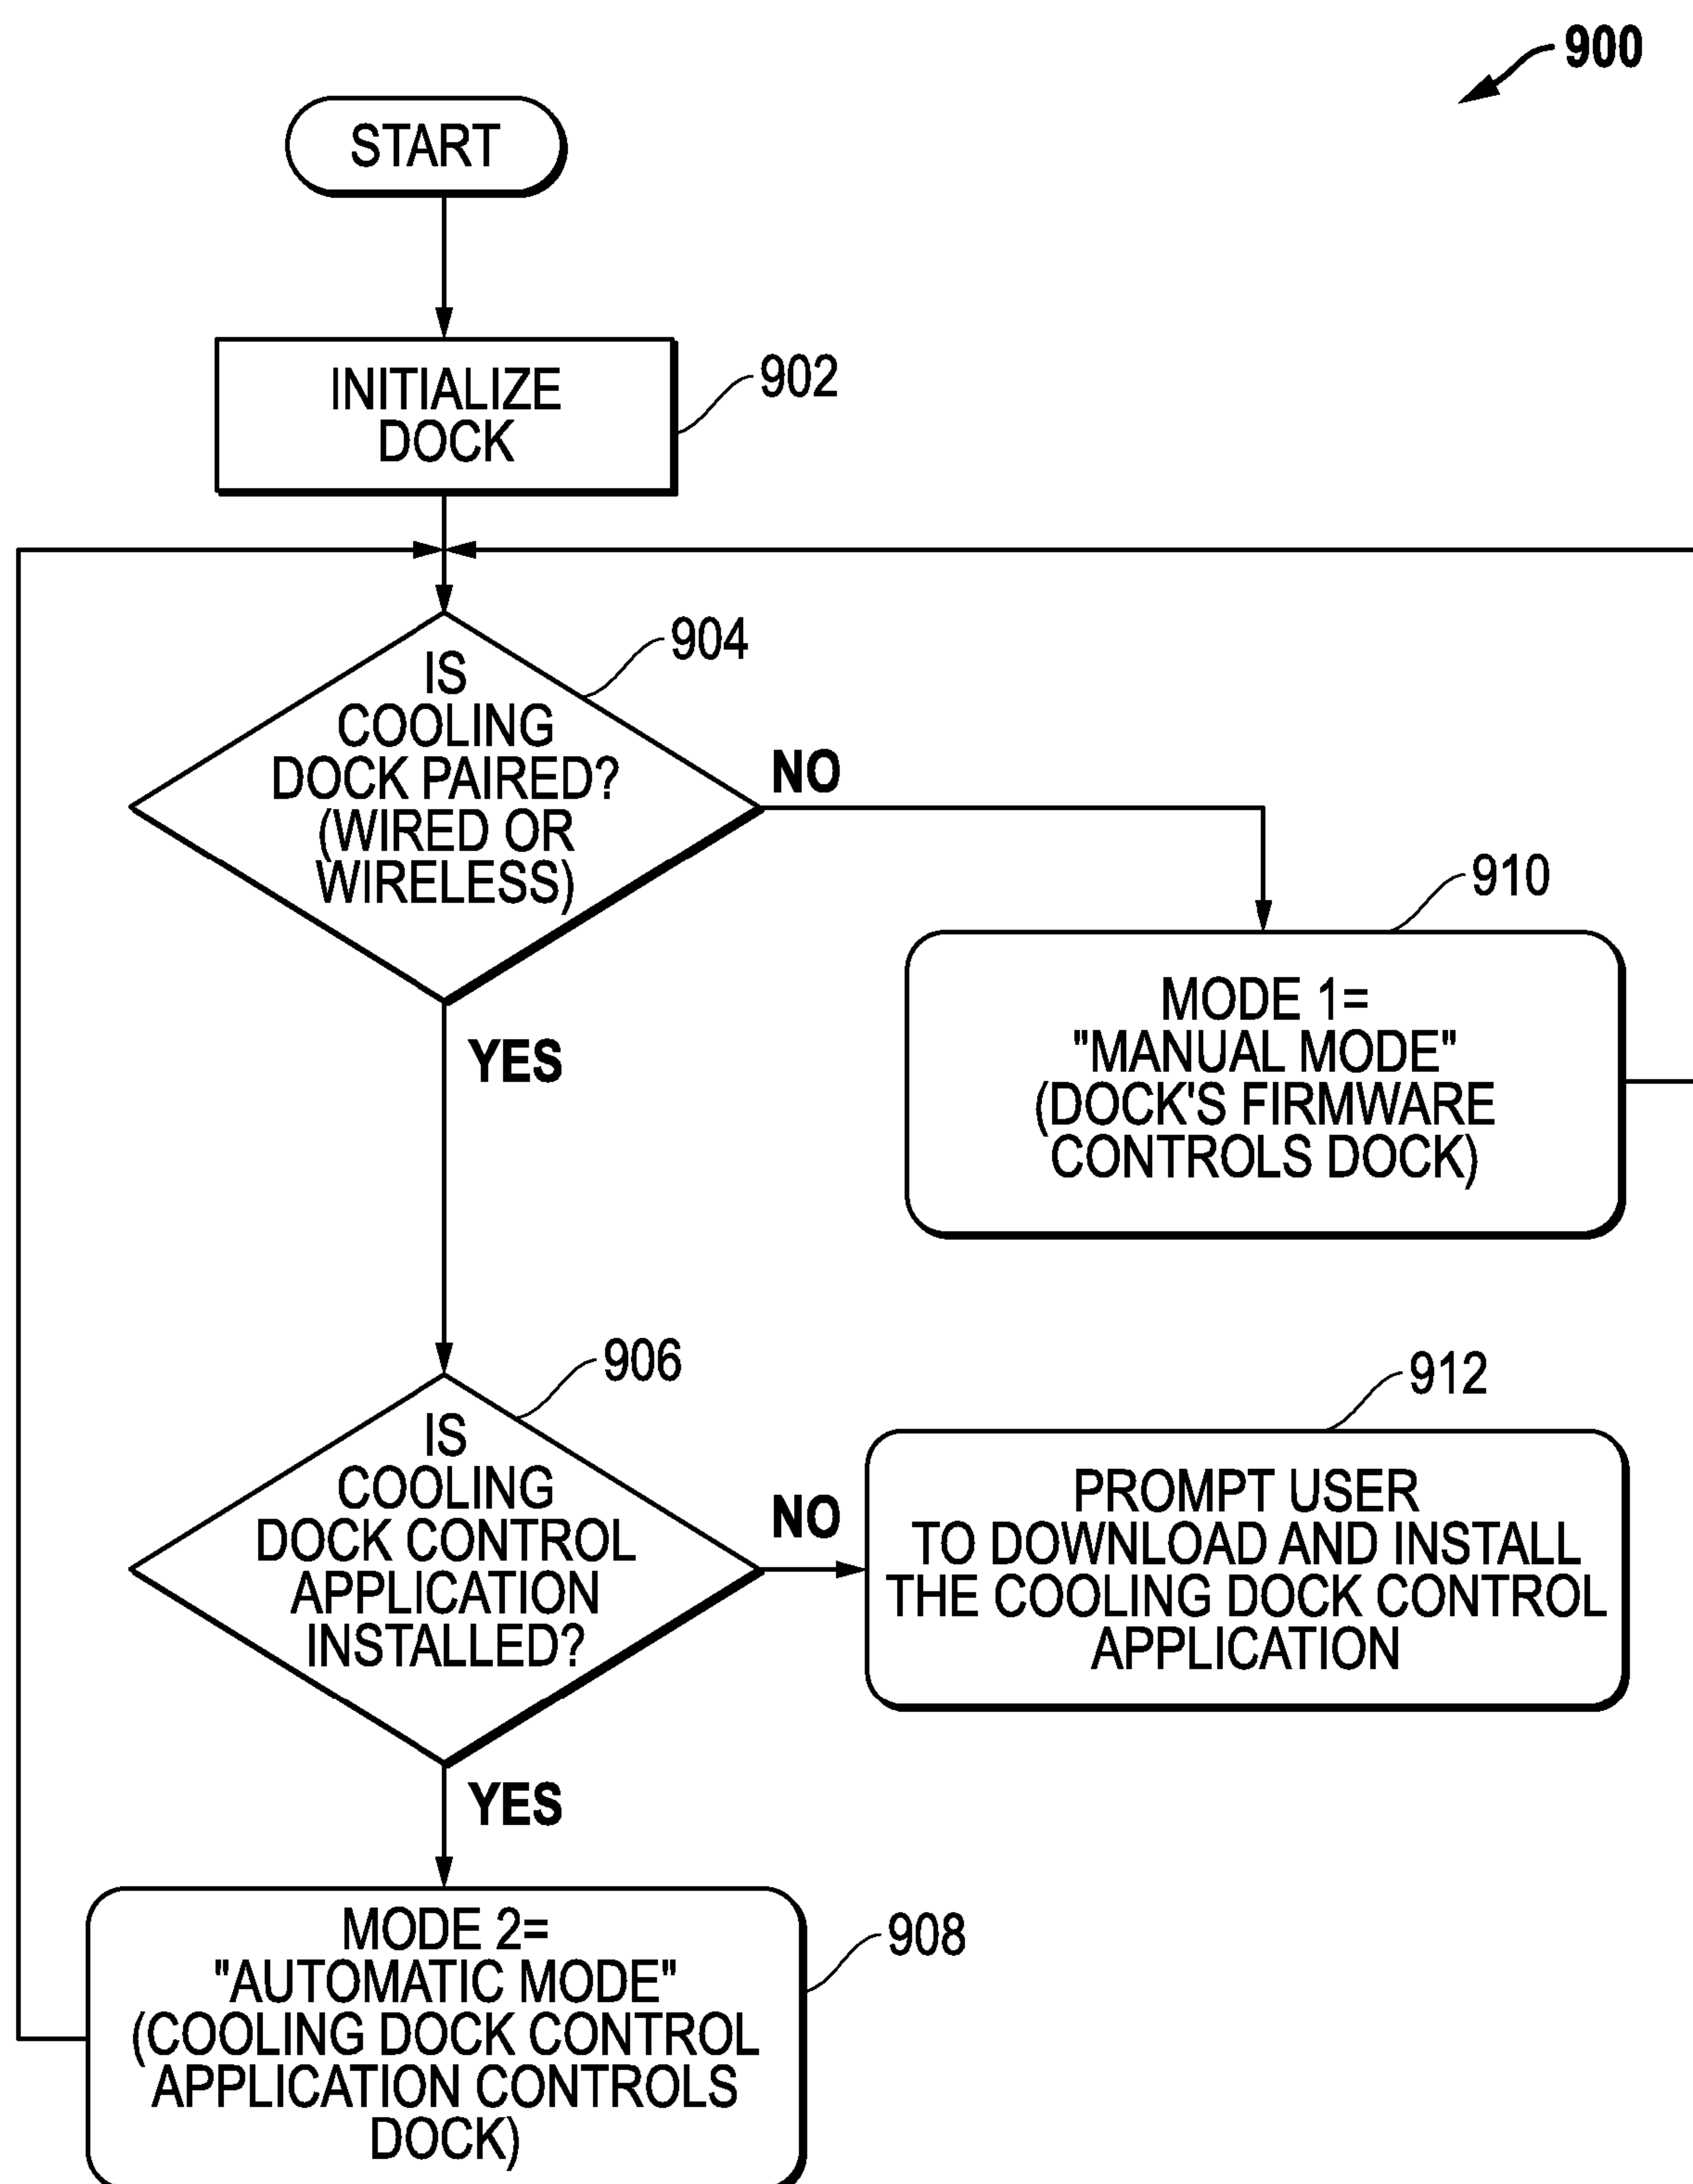 900
START
INITIALIZE
DOCK
902
IS
COOLING
DOCK PAIRED?
(WIRED OR
WIRELESS)
904
NO
YES
910
MODE 1=
"MANUAL MODE"
(DOCK'S FIRMWARE
CONTROLS DOCK)
906
IS
COOLING
DOCK CONTROL
APPLICATION
INSTALLED?
NO
YES
912
PROMPT USER
TO DOWNLOAD AND INSTALL
THE COOLING DOCK CONTROL
APPLICATION
MODE 2=
"AUTOMATIC MODE"
(COOLING DOCK CONTROL
APPLICATION CONTROLS
DOCK)
908